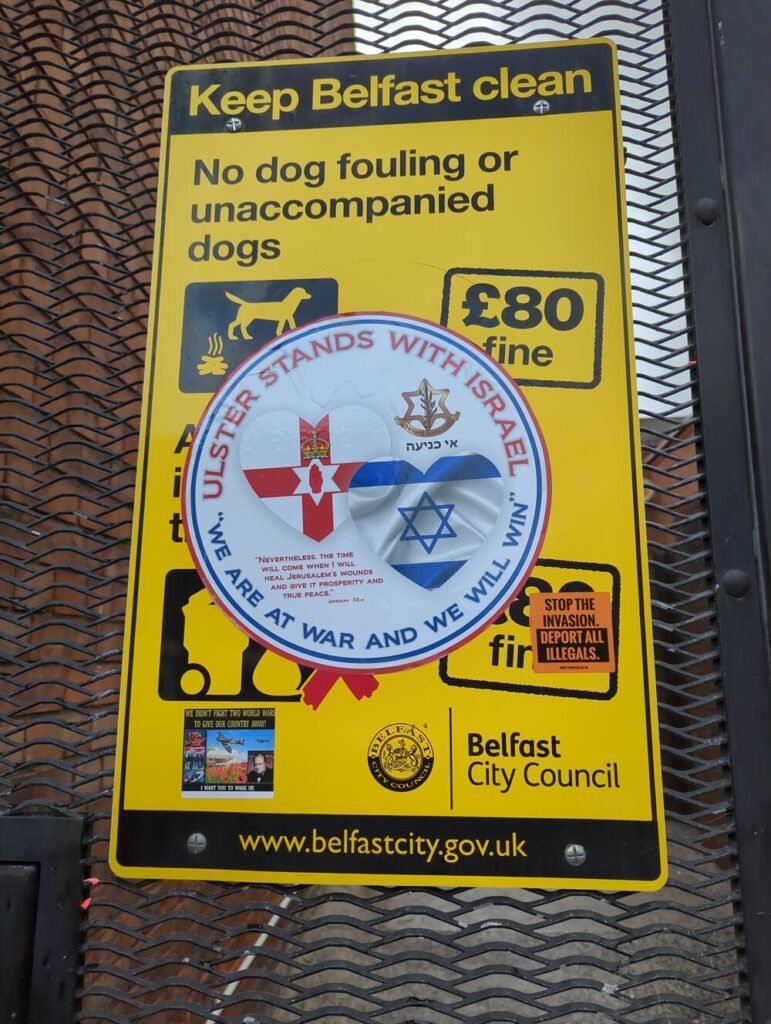 Keep Belfast clean
No dog fouling or
unaccompanied
dogs
£80
fine
ULSTER STANDS WITH ISRAEL
אי כניעה
"NEVERTHELESS, THE TIME
WILL COME WHEN I WILL
HEAL JERUSALEM'S WOUNDS
AND GIVE IT PROSPERITY AND
TRUE PEACE."
"WE ARE AT WAR AND WE WILL WIN"
STOP THE
INVASION.
DEPORT ALL
ILLEGALS.
WE DIDN'T FIGHT TWO WORLD WARS
TO GIVE OUR COUNTRY AWAY!
I WANT YOU TO WAKE UP.
BELFAST
CITY COUNCIL
Belfast
City Council
www.belfastcity.gov.uk